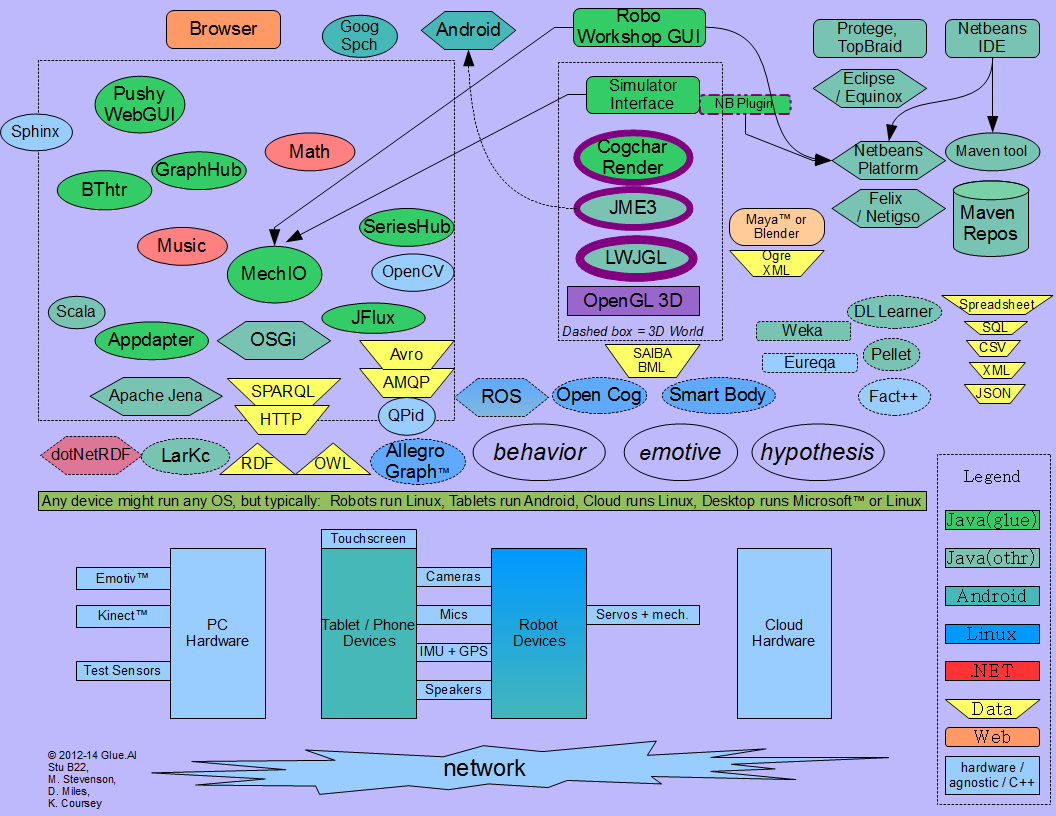 Browser
Goog
Spch
Android
Robo
Workshop GUI
Protege,
TopBraid
Netbeans
IDE
Pushy
WebGUI
Sphinx
Simulator
Interface
NB Plugin
Eclipse
/ Equinox
Math
GraphHub
BThtr
Cogchar
Render
Netbeans
Platform
Maven tool
JME3
Felix
/ Netigso
Maven
Repos
SeriesHub
Music
MechIO
OpenCV
LWJGL
Maya™ or
Blender
Ogre
XML
OpenGL 3D
Dashed box = 3D World
Scala
Appdapter
OSGi
JFlux
DL Learner
Spreadsheet
SQL
CSV
XML
JSON
Weka
Eureqa
Pellet
Fact++
Avro
AMQP
SAIBA
BML
Apache Jena
SPARQL
HTTP
QPid
ROS
Open Cog
Smart Body
dotNetRDF
LarKc
RDF
OWL
Allegro
Graph™
behavior
emotive
hypothesis
Any device might run any OS, but typically: Robots run Linux, Tablets run Android, Cloud runs Linux, Desktop runs Microsoft™ or Linux
Legend
Java(glue)
Java(othr)
Android
Linux
.NET
Data
Web
hardware /
agnostic / C++
Touchscreen
Emotiv™
Kinect™
Test Sensors
PC
Hardware
Tablet / Phone
Devices
Cameras
Mics
IMU + GPS
Speakers
Robot
Devices
Servos + mech.
Cloud
Hardware
network
© 2012-14 Glue.AI
Stu B22,
M. Stevenson,
D. Miles,
K. Coursey